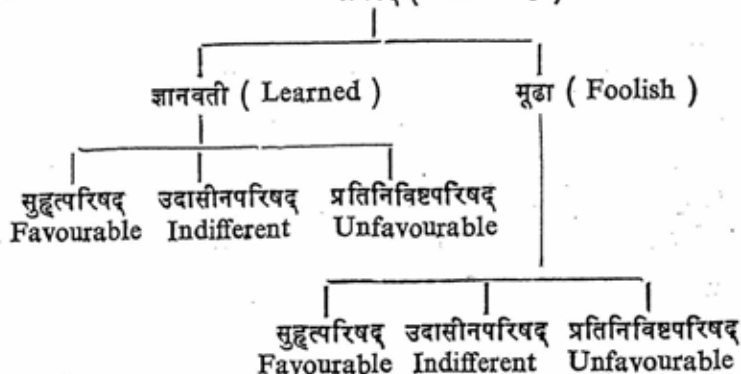 ज्ञानवती ( Learned ) मूढा ( Foolish )
सुहृत्परिषद् उदासीनपरिषद् प्रतिनिविष्टपरिषद्
Favourable Indifferent Unfavourable
सुहृत्परिषद् उदासीनपरिषद् प्रतिनिविष्टपरिषद्
Favourable Indifferent Unfavourable